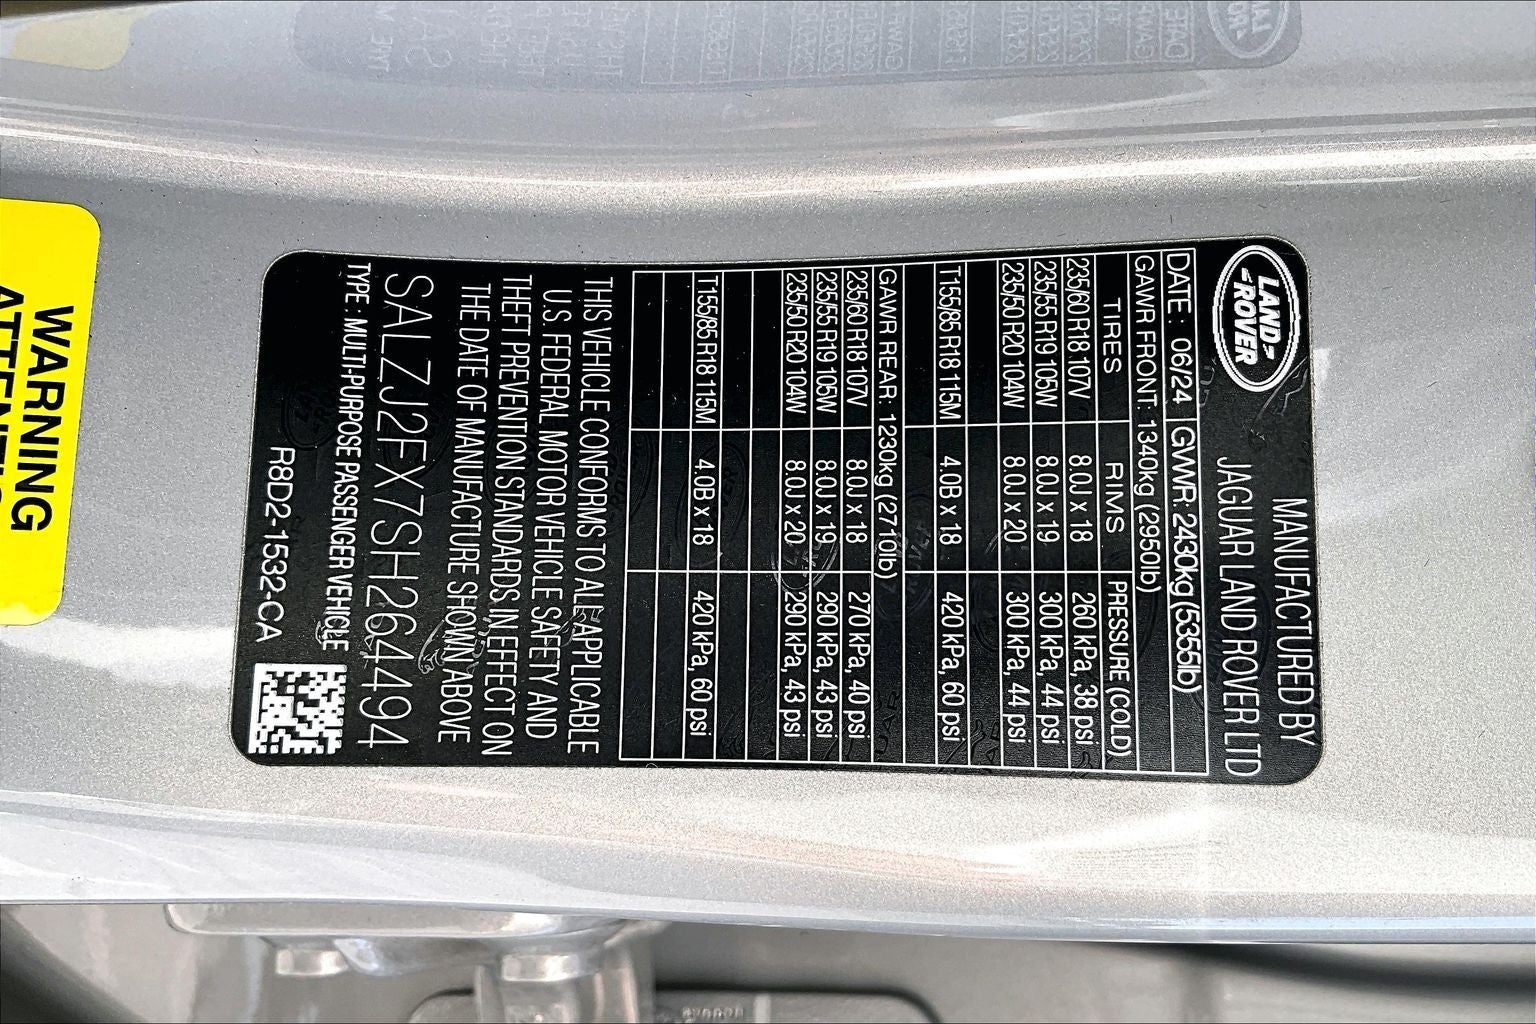 LAND-
-ROVER
MANUFACTURED BY
JAGUAR LAND ROVER LTD
DATE : 06/24 GWWR: 2430kg (5355lb)
GAWR FRONT: 1340kg (2950lb)
TIRES RIMS PRESSURE (COLD)
235/60 R18 107V 8.0J x 18 260 kPa, 38 psi
235/55 R19 105W 8.0J x 19 300 kPa, 44 psi
235/50 R20 104W 8.0J x 20 300 kPa, 44 psi
T155/85 R18 115M 4.0B x 18 420 kPa, 60 psi
GAWR REAR: 1230kg (2710lb)
235/60 R18 107V 8.0J x 18 270 kPa, 40 psi
235/55 R19 105W 8.0J x 19 290 kPa, 43 psi
235/50 R20 104W 8.0J x 20 290 kPa, 43 psi
T155/85 R18 115M 4.0B x 18 420 kPa, 60 psi
THIS VEHICLE CONFORMS TO ALL APPLICABLE
U.S. FEDERAL MOTOR VEHICLE SAFETY AND
THEFT PREVENTION STANDARDS IN EFFECT ON
THE DATE OF MANUFACTURE SHOWN ABOVE
SALZJ2FX7SH264494
TYPE : MULTI-PURPOSE PASSENGER VEHICLE
R8D2-1532-CA
WARNING